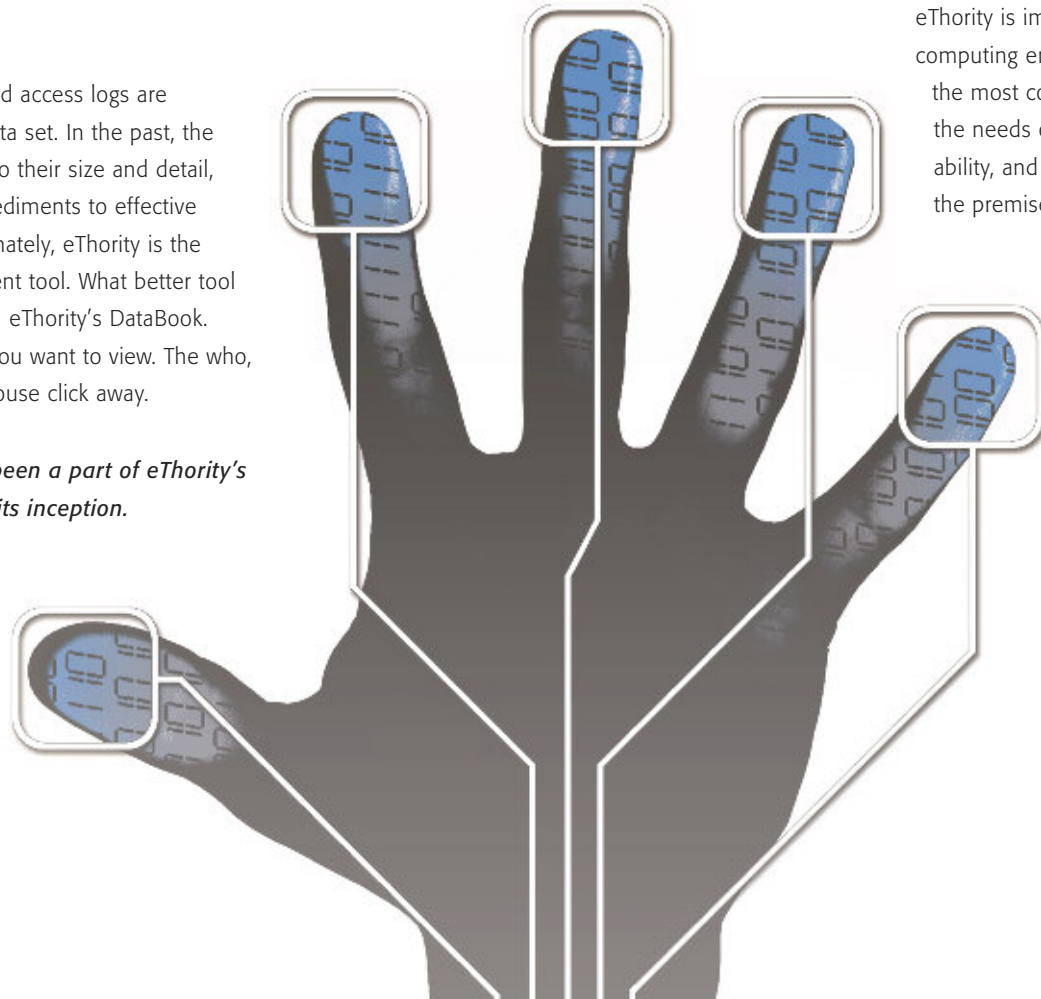 d access logs are
ta set. In the past, the
o their size and detail,
ediments to effective
nately, eThority is the
ent tool. What better tool
eThority's DataBook.
ou want to view. The who,
ouse click away.
been a part of eThority's
its inception.
eThority is im
computing en
the most co
the needs
ability, and
the premise